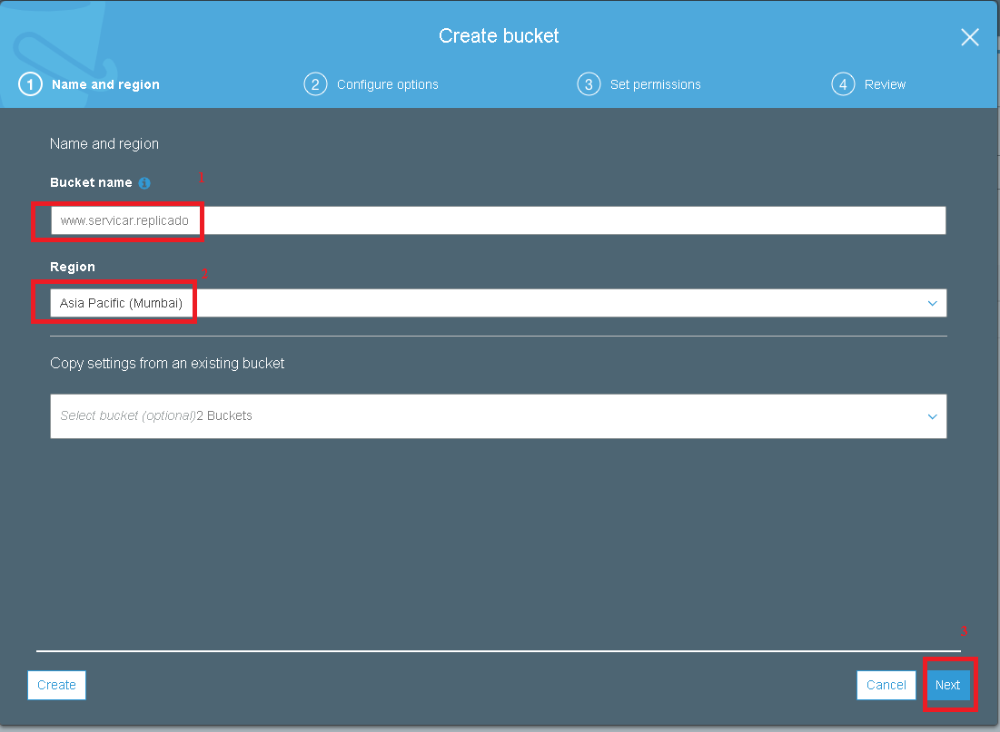 Create bucket
1 Name and region 2 Configure options 3 Set permissions 4 Review
Name and region
Bucket name i 1
www.servicar.replicado
Region 2
Asia Pacific (Mumbai)
Copy settings from an existing bucket
Select bucket (optional)2 Buckets
3
Create Cancel Next